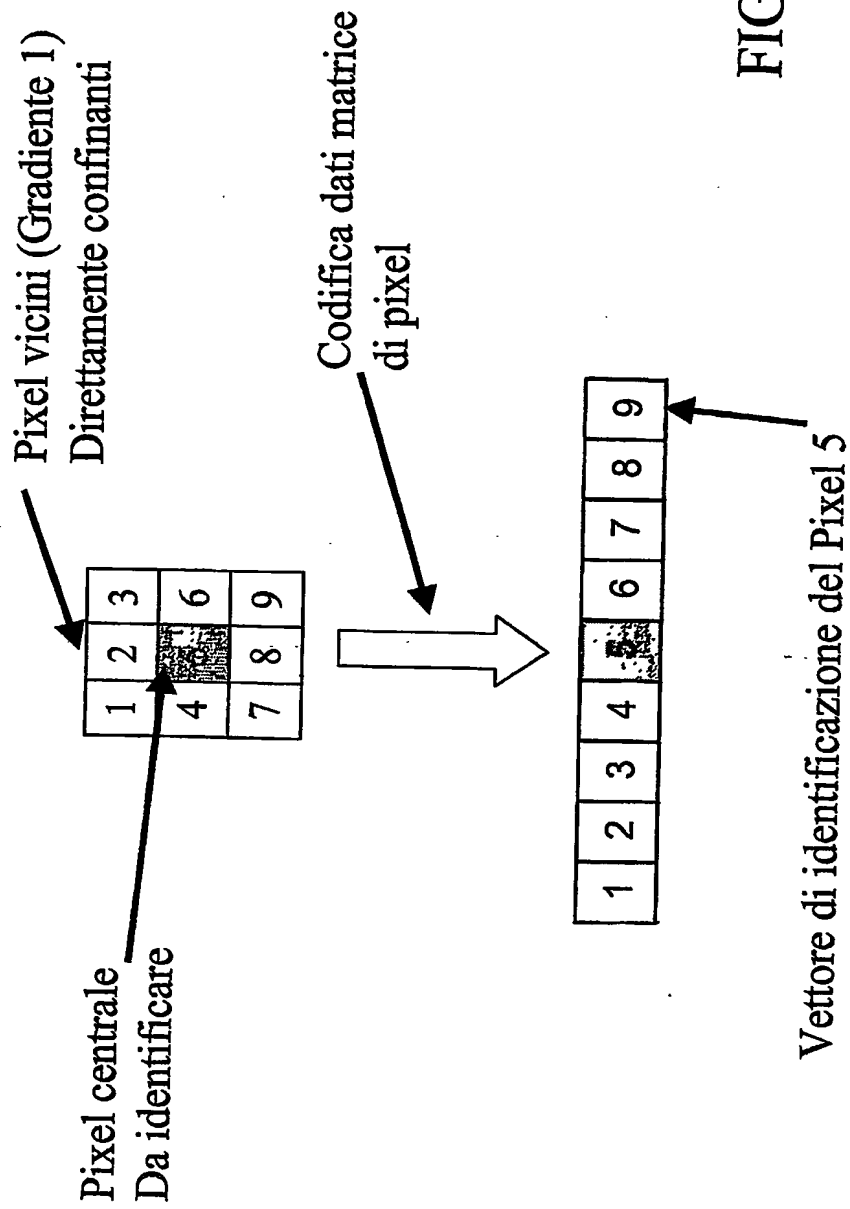 Pixel vicini (Gradiente 1)
Direttamente confinanti
Pixel centrale
Da identificare
1 2 3
4 6
7 8 9
Codifica dati matrice
di pixel
1 2 3 4 5 6 7 8 9
Vettore di identificazione del Pixel 5
FIG